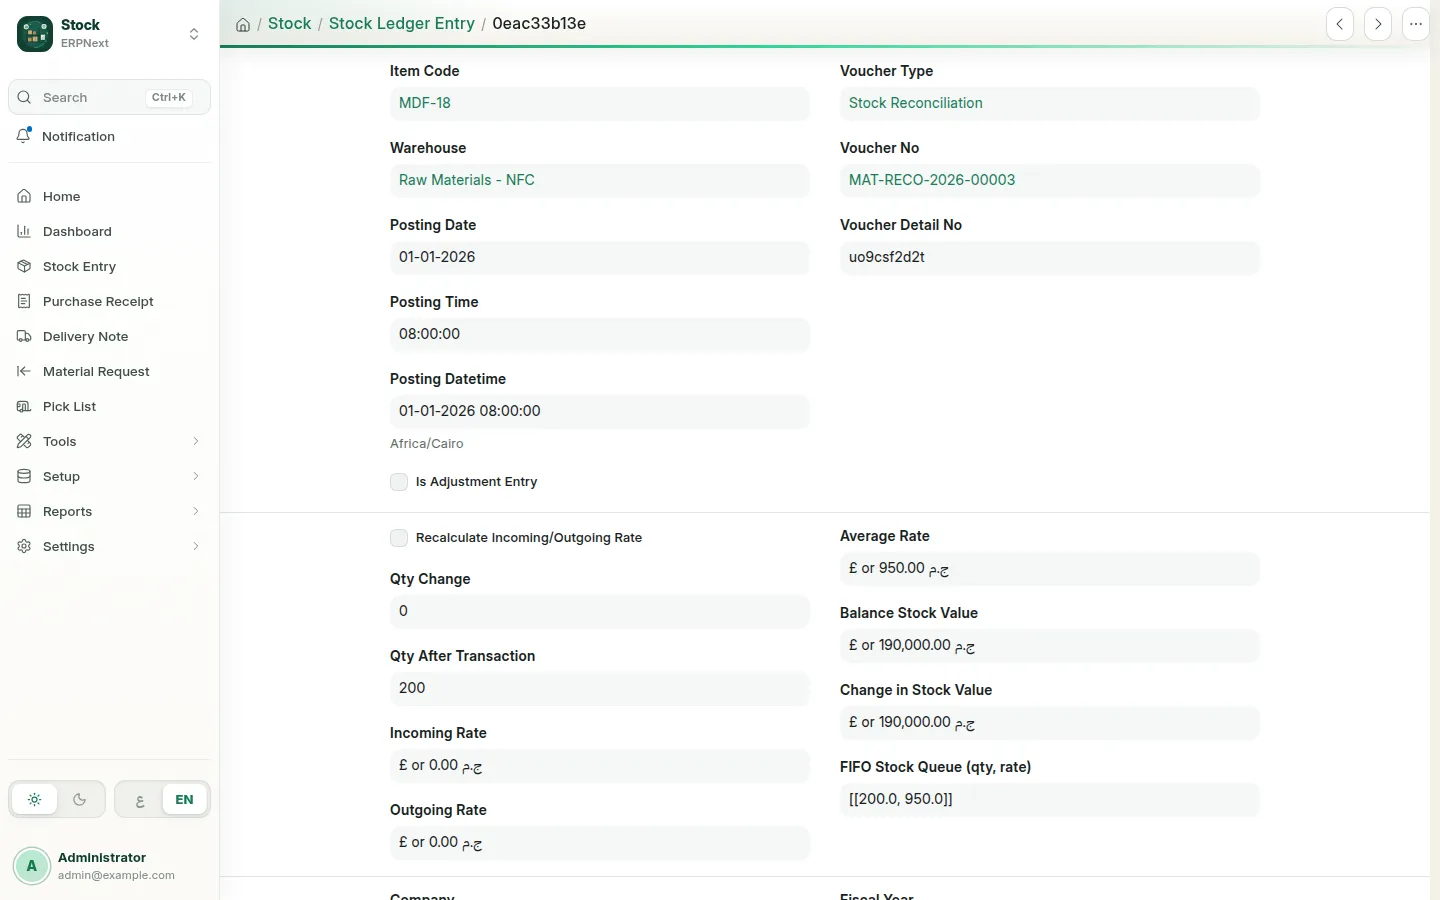 Stock
ERPNext
Search
Ctrl+K
Notification
Home
Dashboard
Stock Entry
Purchase Receipt
Delivery Note
Material Request
Pick List
Tools
Setup
Reports
Settings
ع
EN
A
Administrator
admin@example.com
/ Stock / Stock Ledger Entry / 0eac33b13e
Item Code
MDF-18
Warehouse
Raw Materials - NFC
Posting Date
01-01-2026
Posting Time
08:00:00
Posting Datetime
01-01-2026 08:00:00
Africa/Cairo
Is Adjustment Entry
Voucher Type
Stock Reconciliation
Voucher No
MAT-RECO-2026-00003
Voucher Detail No
uo9csf2d2t
Recalculate Incoming/Outgoing Rate
Qty Change
0
Qty After Transaction
200
Incoming Rate
£ or 0.00 ج.م
Outgoing Rate
£ or 0.00 ج.م
Average Rate
£ or 950.00 ج.م
Balance Stock Value
£ or 190,000.00 ج.م
Change in Stock Value
£ or 190,000.00 ج.م
FIFO Stock Queue (qty, rate)
[[200.0, 950.0]]
Company
Fiscal Year